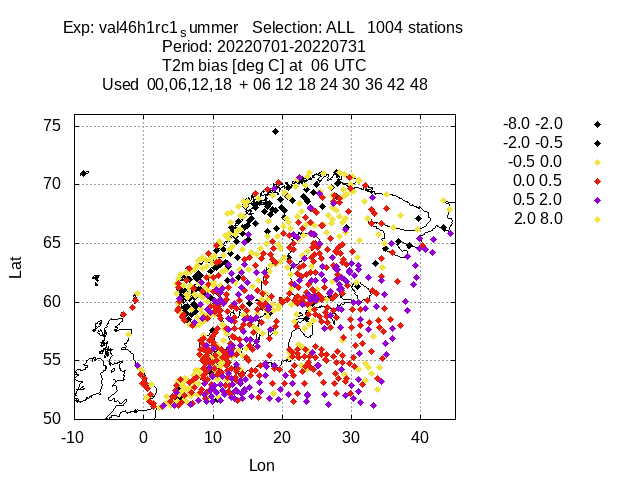 Exp: val46h1rc1summer   Selection: ALL   1004 stations
Period: 20220701-20220731
T2m bias [deg C] at  06 UTC
Used  00,06,12,18  + 06 12 18 24 30 36 42 48
-8.0 -2.0
-2.0 -0.5
-0.5 0.0
0.0 0.5
0.5 2.0
2.0 8.0
75
70
65
60
55
50
Lat
-10 0 10 20 30 40
Lon